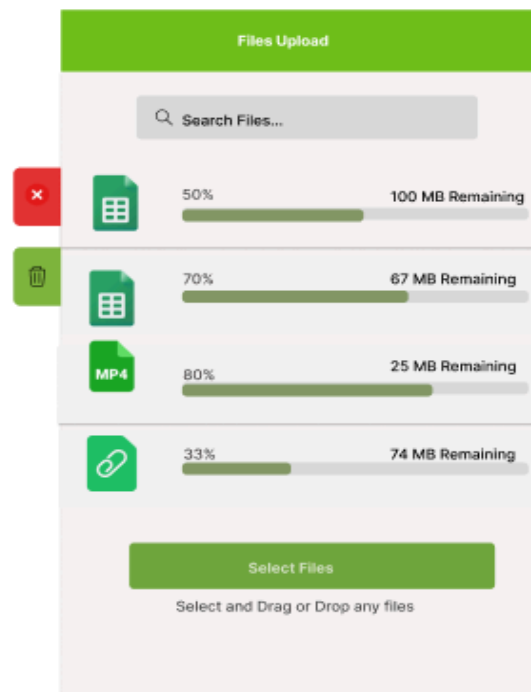 Files Upload
Search Files...
50%
100 MB Remaining
70%
67 MB Remaining
MP4
80%
25 MB Remaining
33%
74 MB Remaining
Select Files
Select and Drag or Drop any files